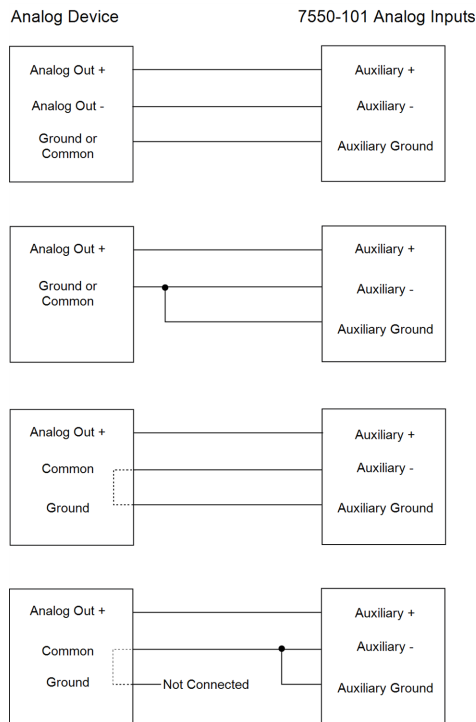 Analog Device
7550-101 Analog Inputs
Analog Out +
Auxiliary +
Analog Out -
Auxiliary -
Ground or
Common
Auxiliary Ground
Analog Out +
Auxiliary +
Ground or
Common
Auxiliary -
Auxiliary Ground
Analog Out +
Auxiliary +
Common
Auxiliary -
Ground
Auxiliary Ground
Analog Out +
Auxiliary +
Common
Auxiliary -
Ground
Not Connected
Auxiliary Ground